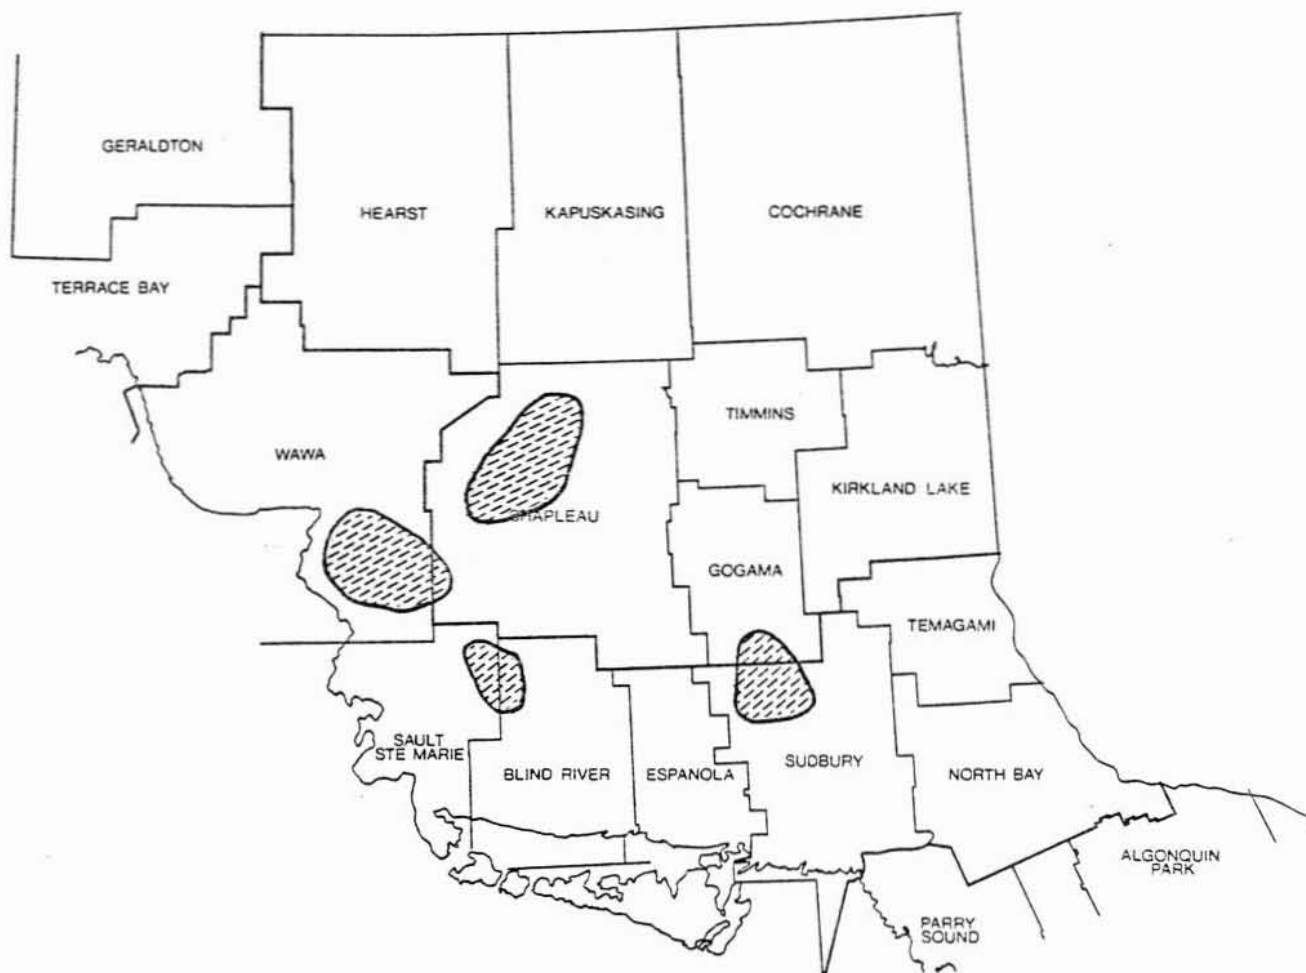 GERALDTON
HEARST
KAPUSKASING
COCHRANE
TERRACE BAY
TIMMINS
WAWA
KIRKLAND LAKE
CHAPLEAU
GOGAMA
TEMAGAMI
SAULT
STE MARIE
BLIND RIVER
ESPANOLA
SUDBURY
NORTH BAY
ALGONQUIN
PARK
PARRY
SOUND